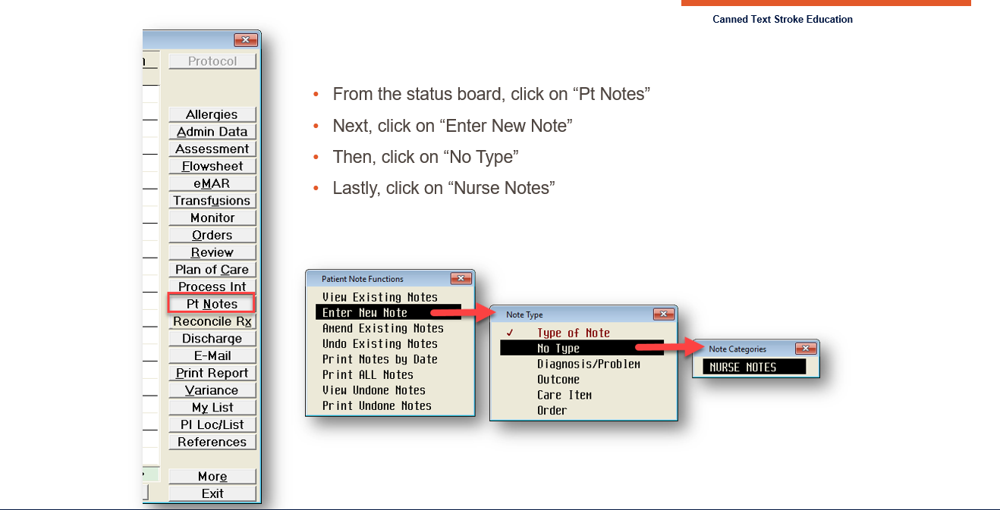 Canned Text Stroke Education
Protocol
Allergies
Admin Data
Assessment
Flowsheet
eMAR
Transfusions
Monitor
Orders
Review
Plan of Care
Process Int
Pt Notes
Reconcile Rx
Discharge
E-Mail
Print Report
Variance
My List
PI Loc/List
References
More
Exit
• From the status board, click on “Pt Notes”
• Next, click on “Enter New Note”
• Then, click on “No Type”
• Lastly, click on “Nurse Notes”
Patient Note Functions
View Existing Notes
Enter New Note
Amend Existing Notes
Undo Existing Notes
Print Notes by Date
Print ALL Notes
View Undone Notes
Print Undone Notes
Note Type
✓ Type of Note
No Type
Diagnosis/Problem
Outcome
Care Item
Order
Note Categories
NURSE NOTES